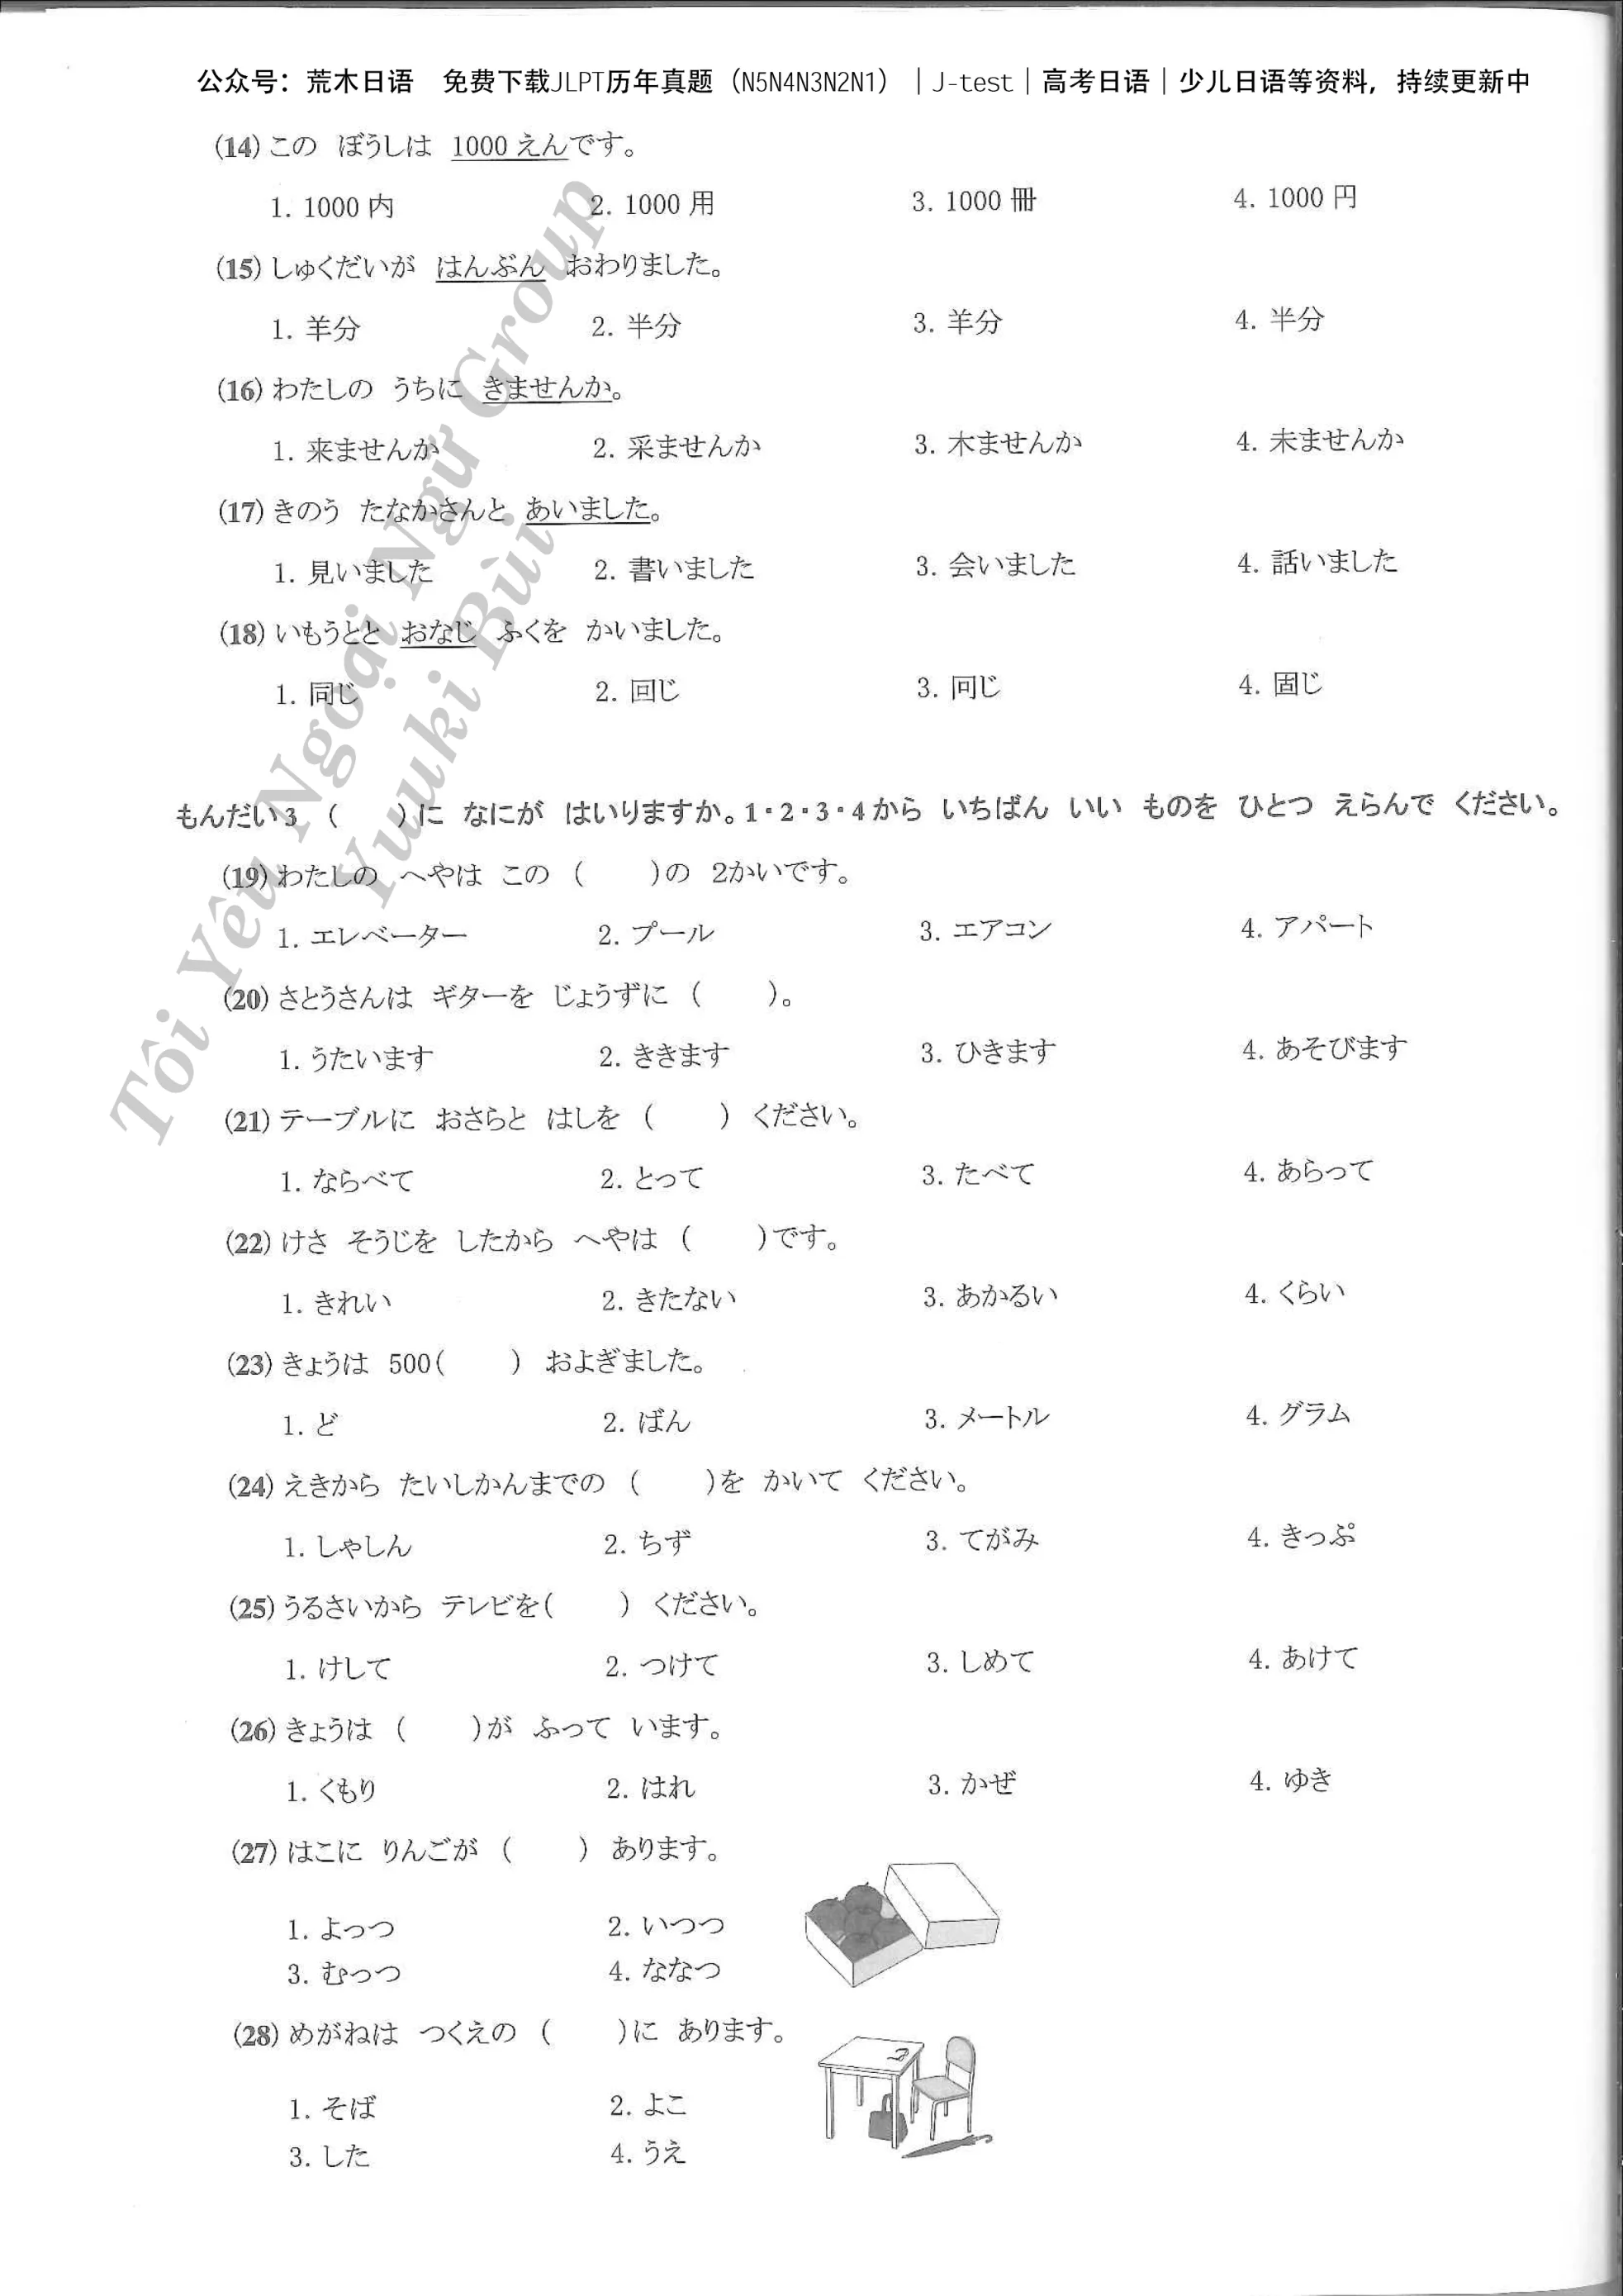 公众号：荒木日语　免费下载JLPT历年真题（N5N4N3N2N1）｜J-test｜高考日语｜少儿日语等资料，持续更新中
(14) この　ぼうしは　1000えんです。
1. 1000内　2. 1000用　3. 1000冊　4. 1000円
(15) しゅくだいが　はんぶん　おわりました。
1. 羊分　2. 半分　3. 羊分　4. 半分
(16) わたしの　うちに　きませんか。
1. 来ませんか　2. 采ませんか　3. 木ませんか　4. 未ませんか
(17) きのう　たなかさんと　あいました。
1. 見いました　2. 書いました　3. 会いました　4. 話いました
(18) いもうとと　おなじ　ふくを　かいました。
1. 同じ　2. 回じ　3. 同じ　4. 固じ
もんだい3　（　　）に　なにが　はいりますか。1・2・3・4から　いちばん　いい　ものを　ひとつ　えらんで　ください。
(19) わたしの　へやは　この　（　　）の　2かいです。
1. エレベーター　2. プール　3. エアコン　4. アパート
(20) さとうさんは　ギターを　じょうずに　（　　）。
1. うたいます　2. ききます　3. ひきます　4. あそびます
(21) テーブルに　おさらと　はしを　（　　）　ください。
1. ならべて　2. とって　3. たべて　4. あらって
(22) けさ　そうじを　したから　へやは　（　　）です。
1. きれい　2. きたない　3. あかるい　4. くらい
(23) きょうは　500（　　）　およぎました。
1. ど　2. ばん　3. メートル　4. グラム
(24) えきから　たいしかんまでの　（　　）を　かいて　ください。
1. しゃしん　2. ちず　3. てがみ　4. きっぷ
(25) うるさいから　テレビを（　　）　ください。
1. けして　2. つけて　3. しめて　4. あけて
(26) きょうは　（　　）が　ふって　います。
1. くもり　2. はれ　3. かぜ　4. ゆき
(27) はこに　りんごが　（　　）　あります。
1. よっつ　2. いつつ
3. むっつ　4. ななつ
(28) めがねは　つくえの　（　　）に　あります。
1. そば　2. よこ
3. した　4. うえ
Tôi Yêu Ngoại Ngữ Group
Yuuki Bùi